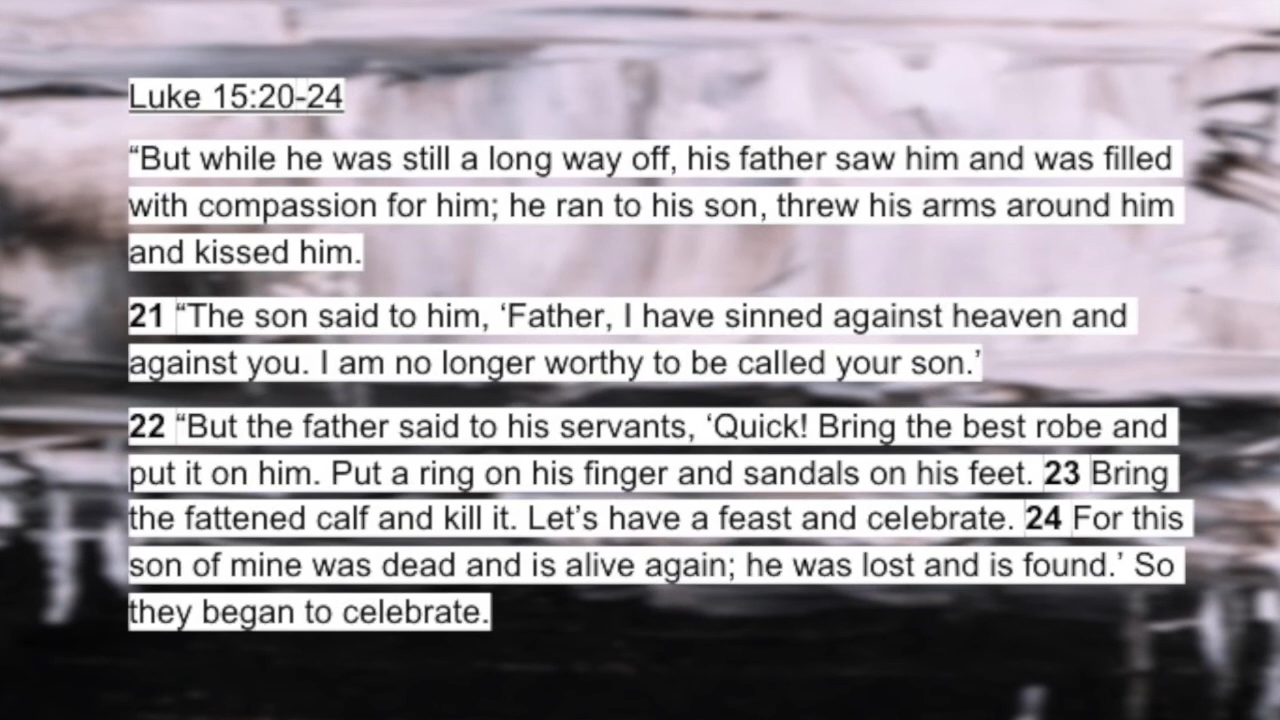 Luke 15:20-24
“But while he was still a long way off, his father saw him and was filled
with compassion for him; he ran to his son, threw his arms around him
and kissed him.
21 “The son said to him, ‘Father, I have sinned against heaven and
against you. I am no longer worthy to be called your son.’
22 “But the father said to his servants, ‘Quick! Bring the best robe and
put it on him. Put a ring on his finger and sandals on his feet. 23 Bring
the fattened calf and kill it. Let’s have a feast and celebrate. 24 For this
son of mine was dead and is alive again; he was lost and is found.’ So
they began to celebrate.